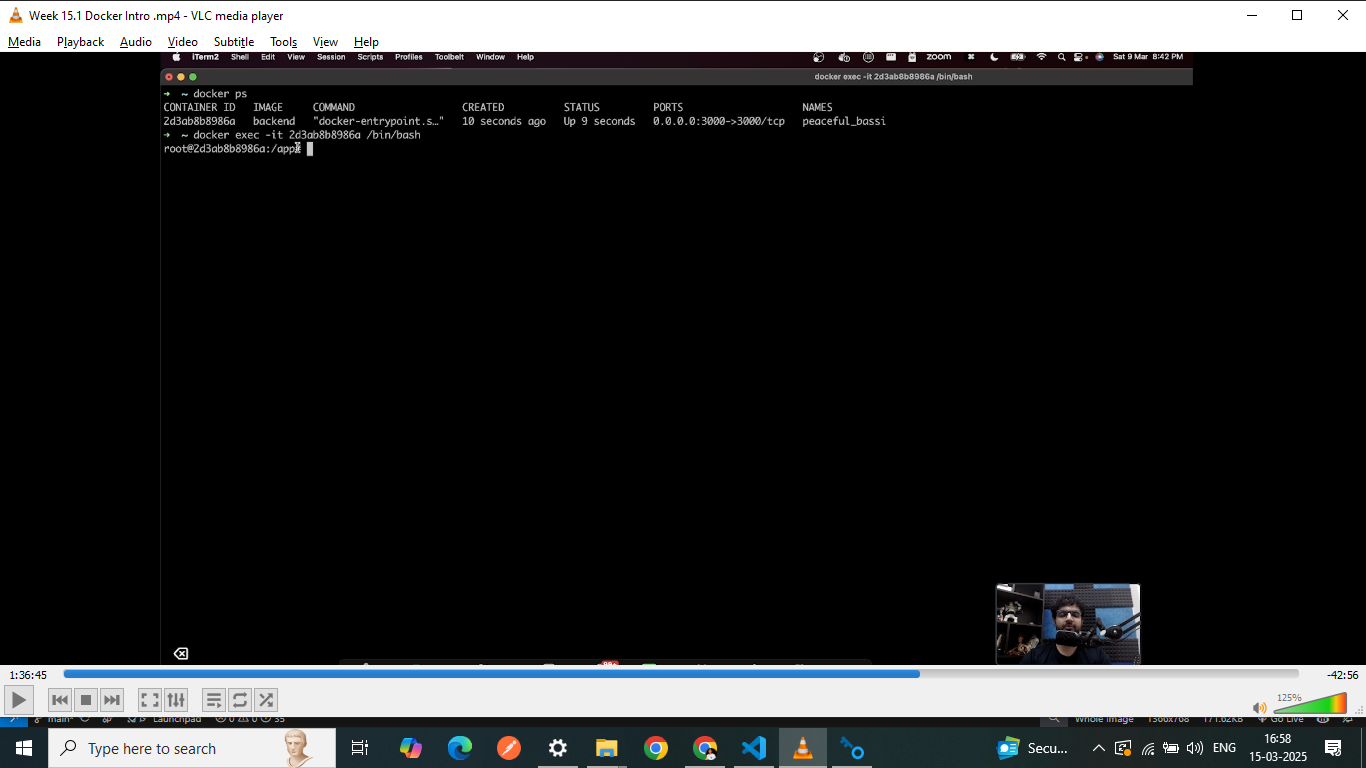 Week 15.1 Docker Intro .mp4 - VLC media player
Media Playback Audio Video Subtitle Tools View Help
iTerm2 Shell Edit View Session Scripts Profiles Toolbelt Window Help zoom Sat 9 Mar 8:42 PM
docker exec -it 2d3ab8b8986a /bin/bash
➜ ~ docker ps
CONTAINER ID IMAGE COMMAND CREATED STATUS PORTS NAMES
2d3ab8b8986a backend "docker-entrypoint.s…" 10 seconds ago Up 9 seconds 0.0.0.0:3000->3000/tcp peaceful_bassi
➜ ~ docker exec -it 2d3ab8b8986a /bin/bash
root@2d3ab8b8986a:/app#
1:36:45 -42:56
125%
main* Launchpad 0 0 35 Whole Image 1366x768 171.62KB Go Live
Type here to search Secu... ENG 16:58
15-03-2025